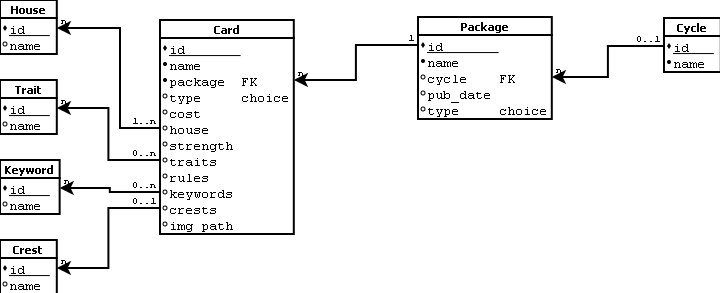 House
id
name
n
Trait
id
name
n
Keyword
id
name
n
Crest
id
name
n
1..n
0..n
0..n
0..1
Card
id
name
package FK
type choice
cost
house
strength
traits
rules
keywords
crests
img_path
n
1
Package
id
name
cycle FK
pub_date
type choice
n
0..1
Cycle
id
name